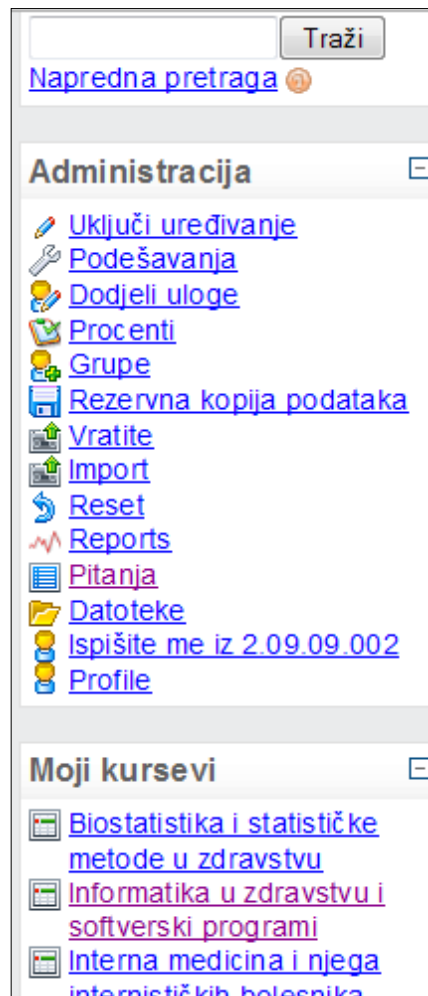 Traži
Napredna pretraga
Administracija
Uključi uređivanje
Podešavanja
Dodjeli uloge
Procenti
Grupe
Rezervna kopija podataka
Vratite
Import
Reset
Reports
Pitanja
Datoteke
Ispišite me iz 2.09.09.002
Profile
Moji kursevi
Biostatistika i statističke
metode u zdravstvu
Informatika u zdravstvu i
softverski programi
Interna medicina i njega
internističkih bolesnika